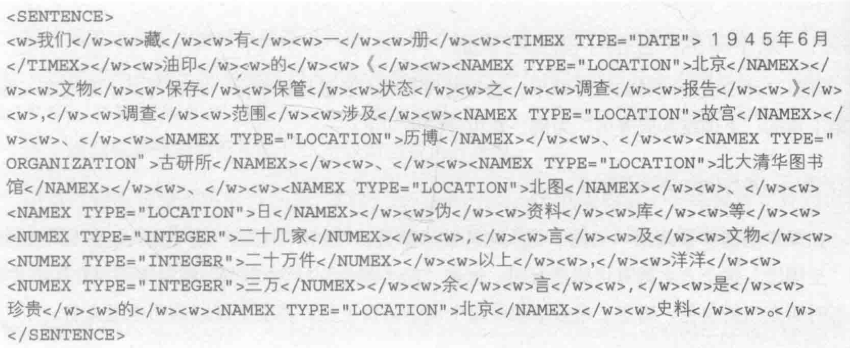 <SENTENCE>
<w>我们</w><w>藏</w><w>有</w><w>一</w><w>册</w><w><TIMEX TYPE="DATE"> 1945年6月
</TIMEX></w><w>油印</w><w>的</w><w>《</w><w><NAMEX TYPE="LOCATION">北京</NAMEX></
w><w>文物</w><w>保存</w><w>保管</w><w>状态</w><w>之</w><w>调查</w><w>报告</w><w>》</w>
<w>,</w><w>调查</w><w>范围</w><w>涉及</w><w><NAMEX TYPE="LOCATION">故宫</NAMEX></
w><w>、</w><w><NAMEX TYPE="LOCATION">历博</NAMEX></w><w>、</w><w><NAMEX TYPE="
ORGANIZATION">古研所</NAMEX></w><w>、</w><w><NAMEX TYPE="LOCATION">北大清华图书
馆</NAMEX></w><w>、</w><w><NAMEX TYPE="LOCATION">北图</NAMEX></w><w>、</w><w>
<NAMEX TYPE="LOCATION">日</NAMEX></w><w>伪</w><w>资料</w><w>库</w><w>等</w><w>
<NUMEX TYPE="INTEGER">二十几家</NUMEX></w><w>,</w><w>言</w><w>及</w><w>文物</w><w>
<NUMEX TYPE="INTEGER">二十万件</NUMEX></w><w>以上</w><w>,</w><w>洋洋</w><w>
<NUMEX TYPE="INTEGER">三万</NUMEX></w><w>余</w><w>言</w><w>,</w><w>是</w><w>
珍贵</w><w>的</w><w><NAMEX TYPE="LOCATION">北京</NAMEX></w><w>史料</w><w>。</w>
</SENTENCE>